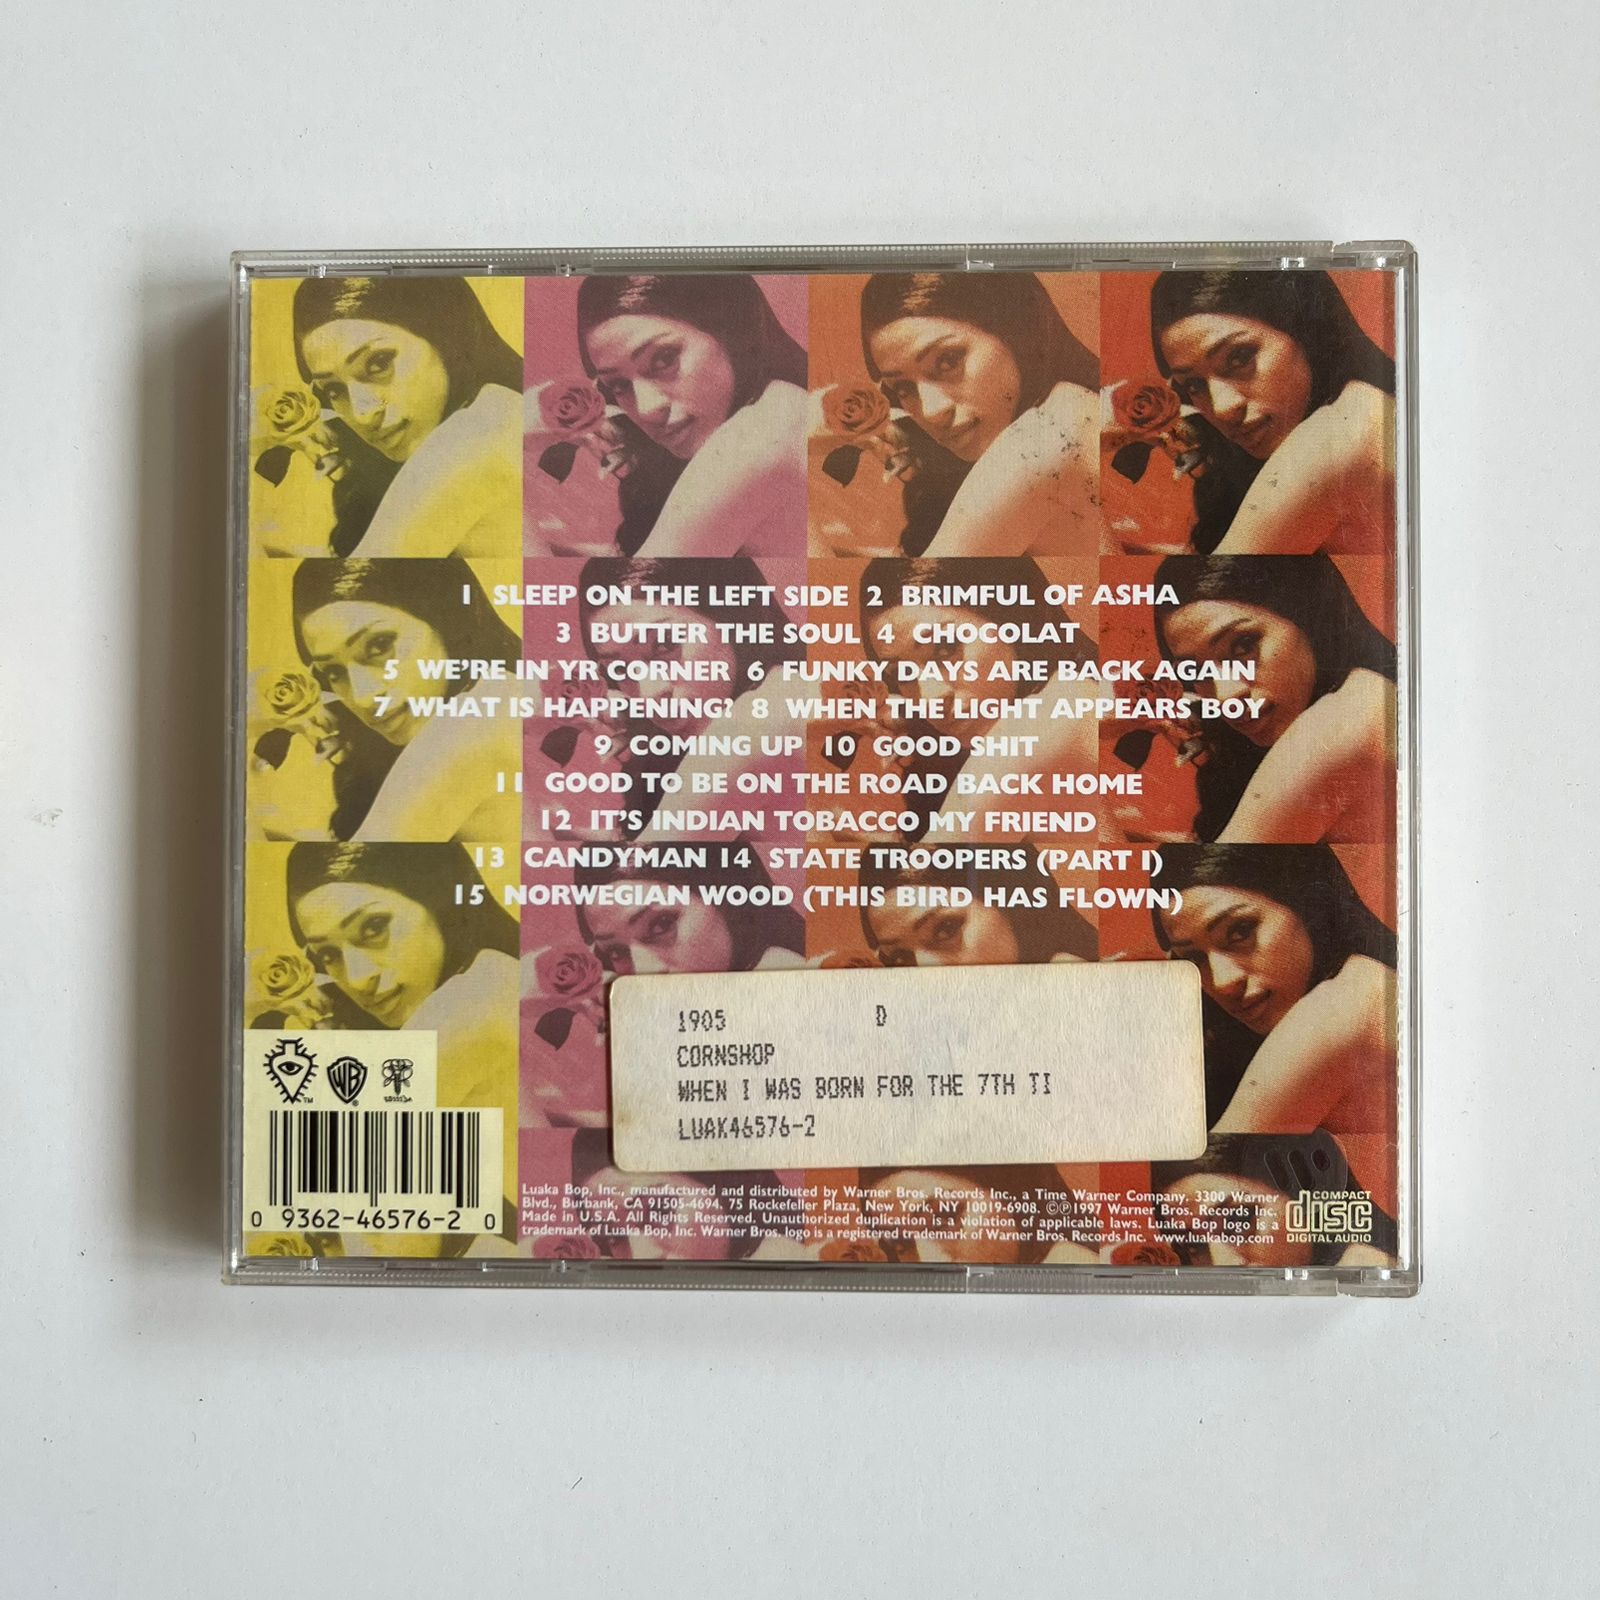 1 SLEEP ON THE LEFT SIDE 2 BRIMFUL OF ASHA
3 BUTTER THE SOUL 4 CHOCOLAT
5 WE'RE IN YR CORNER 6 FUNKY DAYS ARE BACK AGAIN
7 WHAT IS HAPPENING? 8 WHEN THE LIGHT APPEARS BOY
9 COMING UP 10 GOOD SHIT
11 GOOD TO BE ON THE ROAD BACK HOME
12 IT'S INDIAN TOBACCO MY FRIEND
13 CANDYMAN 14 STATE TROOPERS (PART I)
15 NORWEGIAN WOOD (THIS BIRD HAS FLOWN)
1905 D
CORNSHOP
WHEN I WAS BORN FOR THE 7TH TI
LUAK46576-2
TM
WB
®
0 9362-46576-2 0
Luaka Bop, Inc., manufactured and distributed by Warner Bros. Records Inc., a Time Warner Company. 3300 Warner
Blvd., Burbank, CA 91505-4694. 75 Rockefeller Plaza, New York, NY 10019-6908. ©Ⓟ1997 Warner Bros. Records Inc.
Made in U.S.A. All Rights Reserved. Unauthorized duplication is a violation of applicable laws. Luaka Bop logo is a
trademark of Luaka Bop, Inc. Warner Bros. logo is a registered trademark of Warner Bros. Records Inc. www.luakabop.com
COMPACT
disc
DIGITAL AUDIO